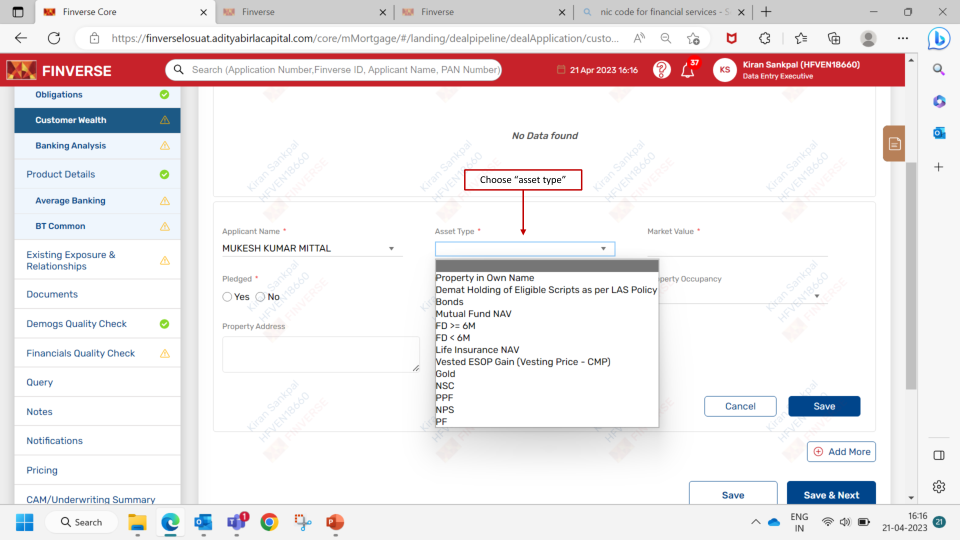 Finverse Core
Finverse
Finverse
nic code for financial services - S
https://finverselosuat.adityabirlacapital.com/core/mMortgage/#/landing/dealpipeline/dealApplication/custo...
FINVERSE
Search (Application Number,Finverse ID, Applicant Name, PAN Number)
21 Apr 2023 16:16
37
KS
Kiran Sankpal (HFVEN18660)
Data Entry Executive
Obligations
Customer Wealth
Banking Analysis
Product Details
Average Banking
BT Common
Existing Exposure &
Relationships
Documents
Demogs Quality Check
Financials Quality Check
Query
Notes
Notifications
Pricing
CAM/Underwriting Summary
No Data found
Choose “asset type”
Applicant Name *
Asset Type *
Market Value *
MUKESH KUMAR MITTAL
Pledged *
Yes
No
perty Occupancy
Property Address
Property in Own Name
Demat Holding of Eligible Scripts as per LAS Policy
Bonds
Mutual Fund NAV
FD >= 6M
FD < 6M
Life Insurance NAV
Vested ESOP Gain (Vesting Price - CMP)
Gold
NSC
PPF
NPS
PF
Cancel
Save
Add More
Save
Save & Next
Kiran Sankpal
HFVEN18660
FINVERSE
Search
1
ENG
IN
16:16
21-04-2023
21